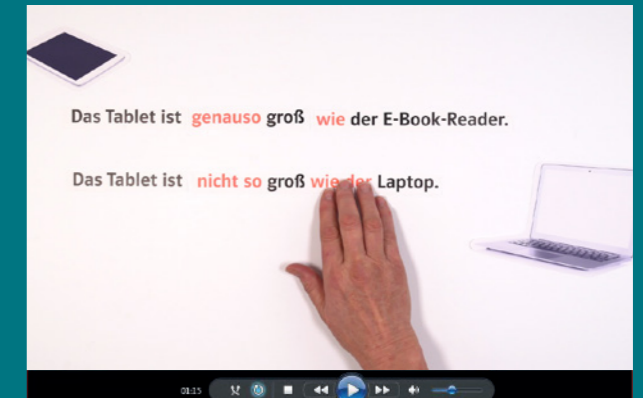 Das Tablet ist genauso groß wie der E-Book-Reader.
Das Tablet ist nicht so groß wie der Laptop.
01:15